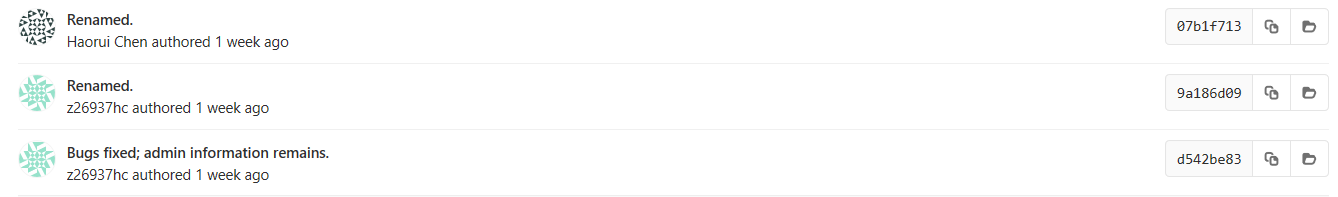 Renamed.
Haorui Chen authored 1 week ago
07b1f713
Renamed.
z26937hc authored 1 week ago
9a186d09
Bugs fixed; admin information remains.
z26937hc authored 1 week ago
d542be83